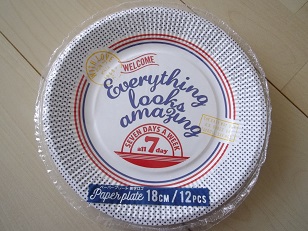 WELCOME
Everything
looks
amazing
SEVEN DAYS A WEEK
7
all day
Paper plate 18CM/12PCS